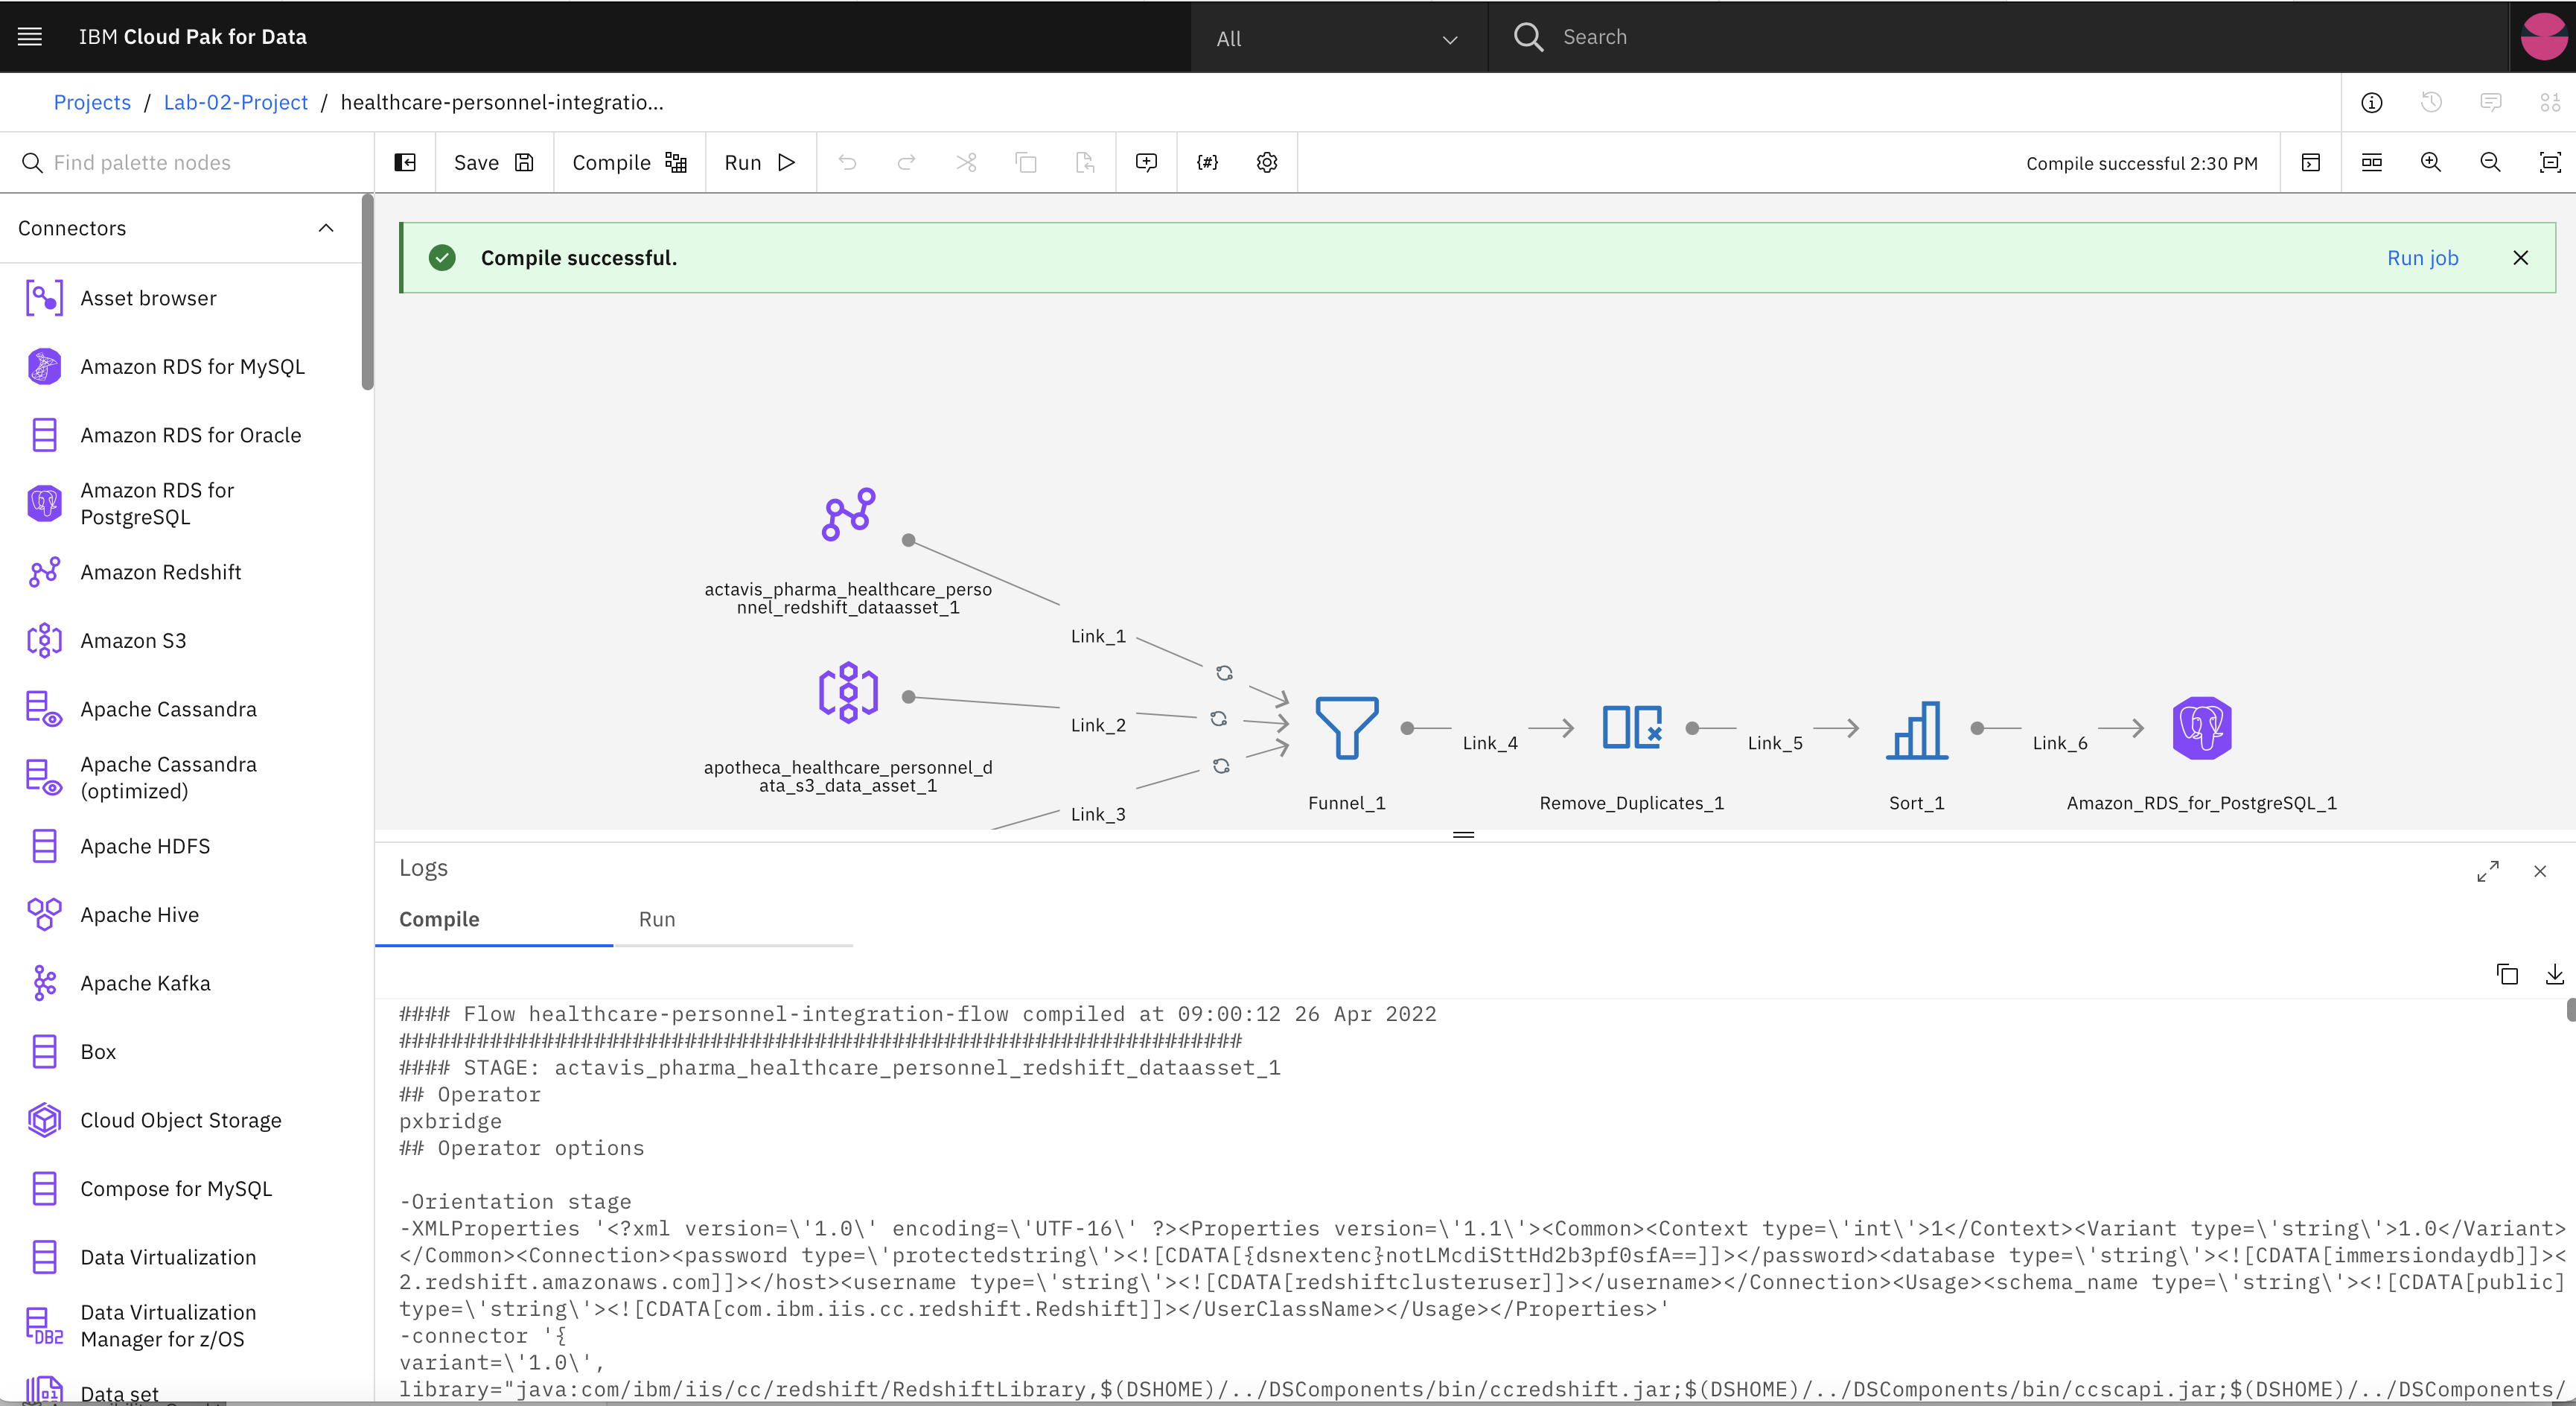 IBM Cloud Pak for Data
All
Search
Projects / Lab-02-Project / healthcare-personnel-integratio...
Find palette nodes
Save
Compile
Run
{#}
Compile successful 2:30 PM
Connectors
Asset browser
Amazon RDS for MySQL
Amazon RDS for Oracle
Amazon RDS for
PostgreSQL
Amazon Redshift
Amazon S3
Apache Cassandra
Apache Cassandra
(optimized)
Apache HDFS
Apache Hive
Apache Kafka
Box
Cloud Object Storage
Compose for MySQL
Data Virtualization
DB2
Data Virtualization
Manager for z/OS
Data set
Compile successful.
Run job
actavis_pharma_healthcare_perso
nnel_redshift_dataasset_1
Link_1
Link_2
apotheca_healthcare_personnel_d
ata_s3_data_asset_1
Link_3
Funnel_1
Link_4
Remove_Duplicates_1
Link_5
Sort_1
Link_6
Amazon_RDS_for_PostgreSQL_1
Logs
Compile
Run
#### Flow healthcare-personnel-integration-flow compiled at 09:00:12 26 Apr 2022
#################################################################
#### STAGE: actavis_pharma_healthcare_personnel_redshift_dataasset_1
## Operator
pxbridge
## Operator options
-Orientation stage
-XMLProperties '<?xml version=\'1.0\' encoding=\'UTF-16\' ?><Properties version=\'1.1\'><Common><Context type=\'int\'>1</Context><Variant type=\'string\'>1.0</Variant>
</Common><Connection><password type=\'protectedstring\'><![CDATA[{dsnextenc}notLMcdiSttHd2b3pf0sfA==]]></password><database type=\'string\'><![CDATA[immersiondaydb]]><
2.redshift.amazonaws.com]]></host><username type=\'string\'><![CDATA[redshiftclusteruser]]></username></Connection><Usage><schema_name type=\'string\'><![CDATA[public]
type=\'string\'><![CDATA[com.ibm.iis.cc.redshift.Redshift]]></UserClassName></Usage></Properties>'
-connector '{
variant=\'1.0\',
library="java:com/ibm/iis/cc/redshift/RedshiftLibrary,$(DSHOME)/../DSComponents/bin/ccredshift.jar;$(DSHOME)/../DSComponents/bin/ccscapi.jar;$(DSHOME)/../DSComponents/